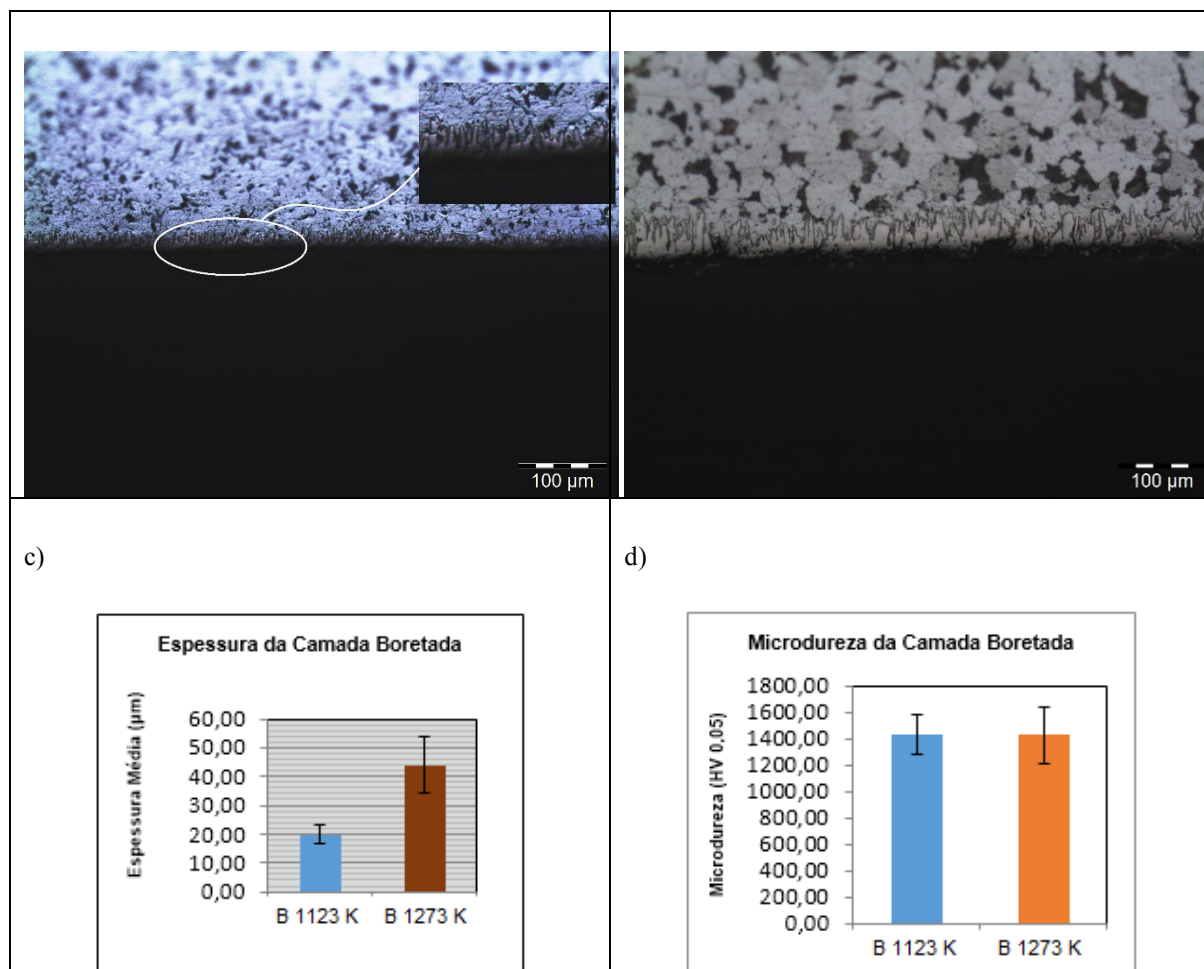 100 µm
100 µm
c)
d)
Espessura da Camada Boretada
Espessura Média (µm)
60,00
50,00
40,00
30,00
20,00
10,00
0,00
B 1123 K
B 1273 K
Microdureza da Camada Boretada
Microdureza (HV 0,05)
1800,00
1600,00
1400,00
1200,00
1000,00
800,00
600,00
400,00
200,00
0,00
B 1123 K
B 1273 K